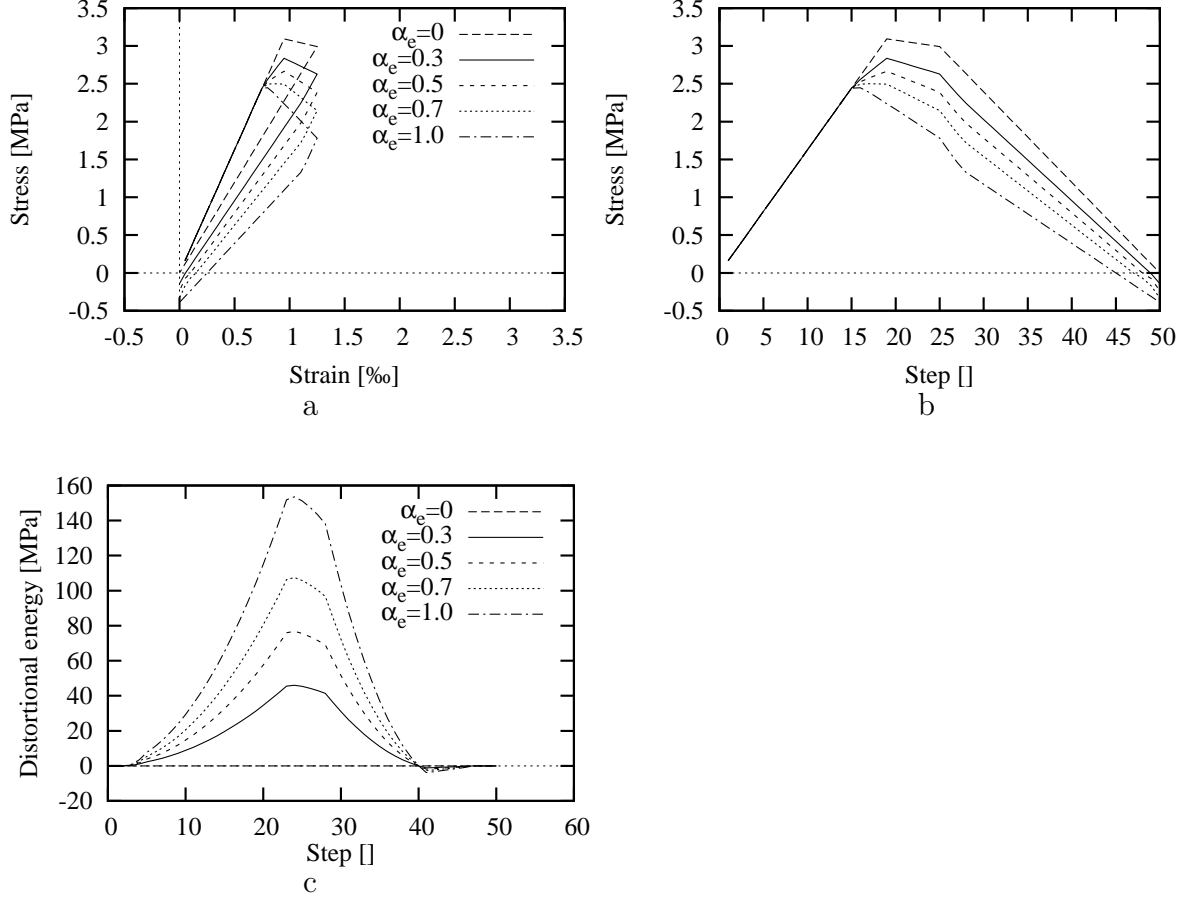 3.5
3
2.5
2
1.5
1
0.5
0
-0.5
Stress [MPa]
-0.5 0 0.5 1 1.5 2 2.5 3 3.5
Strain [‰]
αe=0
αe=0.3
αe=0.5
αe=0.7
αe=1.0
a
3.5
3
2.5
2
1.5
1
0.5
0
-0.5
Stress [MPa]
0 5 10 15 20 25 30 35 40 45 50
Step []
b
160
140
120
100
80
60
40
20
0
-20
Distortional energy [MPa]
0 10 20 30 40 50 60
Step []
αe=0
αe=0.3
αe=0.5
αe=0.7
αe=1.0
c